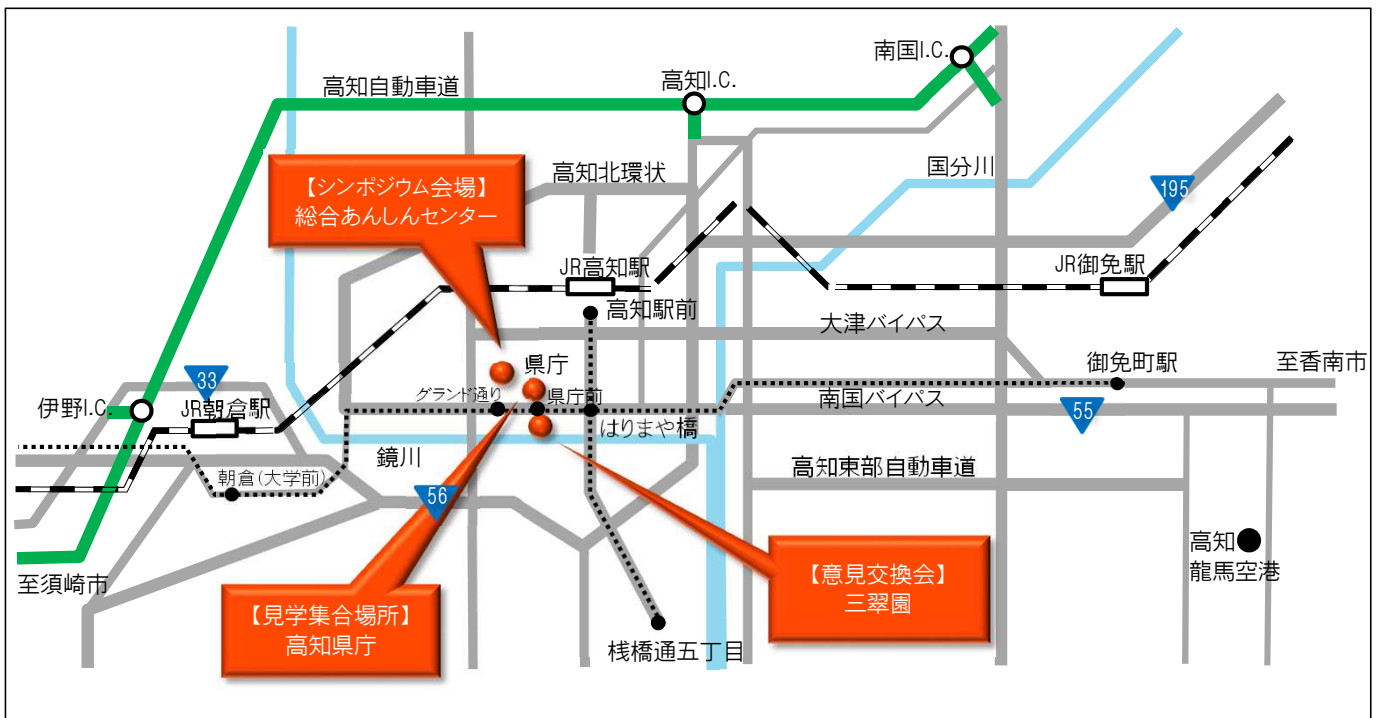 南国I.C.
高知I.C.
高知自動車道
高知北環状
国分川
195
【シンポジウム会場】
総合あんしんセンター
JR高知駅
JR御免駅
高知駅前
大津バイパス
県庁
御免町駅
至香南市
33
グランド通り
県庁前
南国バイパス
伊野I.C.
JR朝倉駅
55
はりまや橋
鏡川
高知東部自動車道
朝倉(大学前)
56
高知
龍馬空港
至須崎市
【意見交換会】
三翠園
【見学集合場所】
高知県庁
桟橋通五丁目